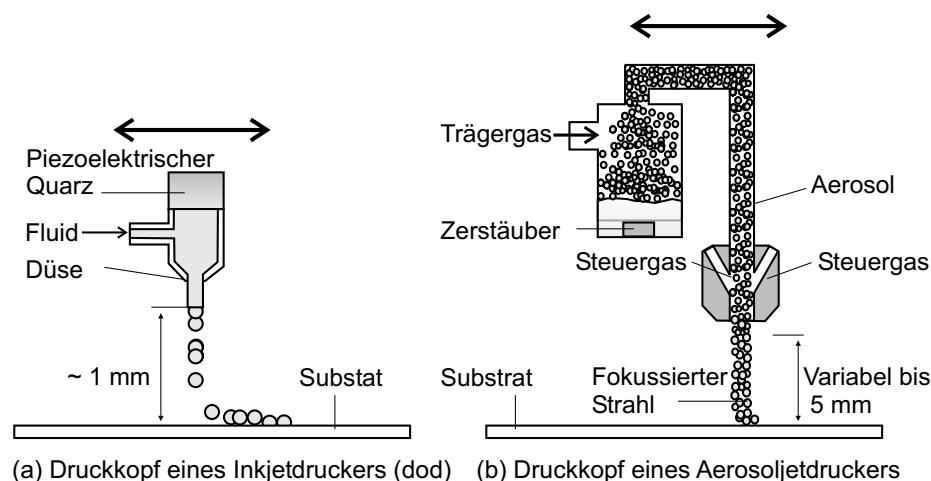 Piezoelektrischer
Quarz
Fluid
Düse
~ 1 mm
Substat
(a) Druckkopf eines Inkjetdruckers (dod)
Trägergas
Aerosol
Zerstäuber
Steuergas
Steuergas
Substrat
Fokussierter
Strahl
Variabel bis
5 mm
(b) Druckkopf eines Aerosoljetdruckers